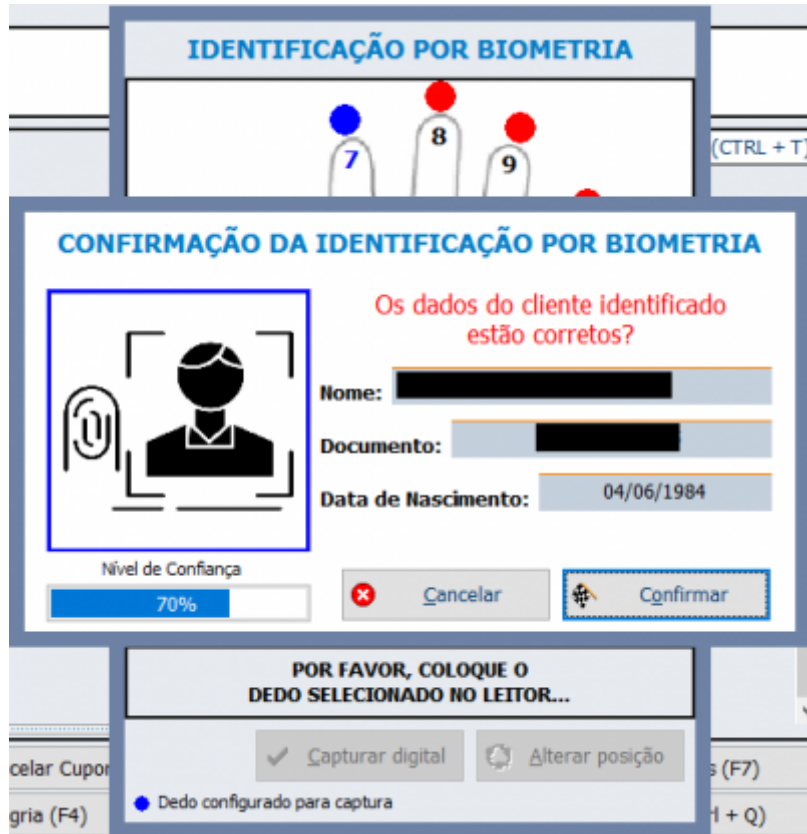 IDENTIFICAÇÃO POR BIOMETRIA
7
8
9
(CTRL + T)
CONFIRMAÇÃO DA IDENTIFICAÇÃO POR BIOMETRIA
Os dados do cliente identificado
estão corretos?
Nome:
Documento:
Data de Nascimento: 04/06/1984
Nível de Confiança
70%
Cancelar
Confirmar
POR FAVOR, COLOQUE O
DEDO SELECIONADO NO LEITOR...
Capturar digital
Alterar posição
Dedo configurado para captura
celar Cupo
(F7)
gria (F4)
+ Q)